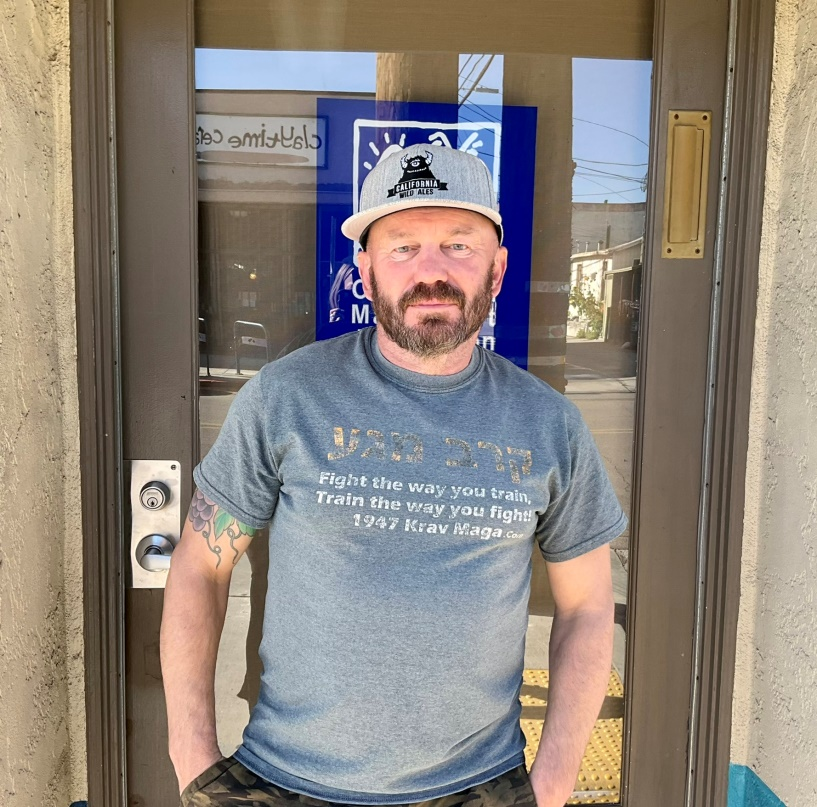 claytime cera
CALIFORNIA
WILD ALES
קרב מגע
Fight the way you train,
Train the way you fight!
1947 Krav Maga.Com